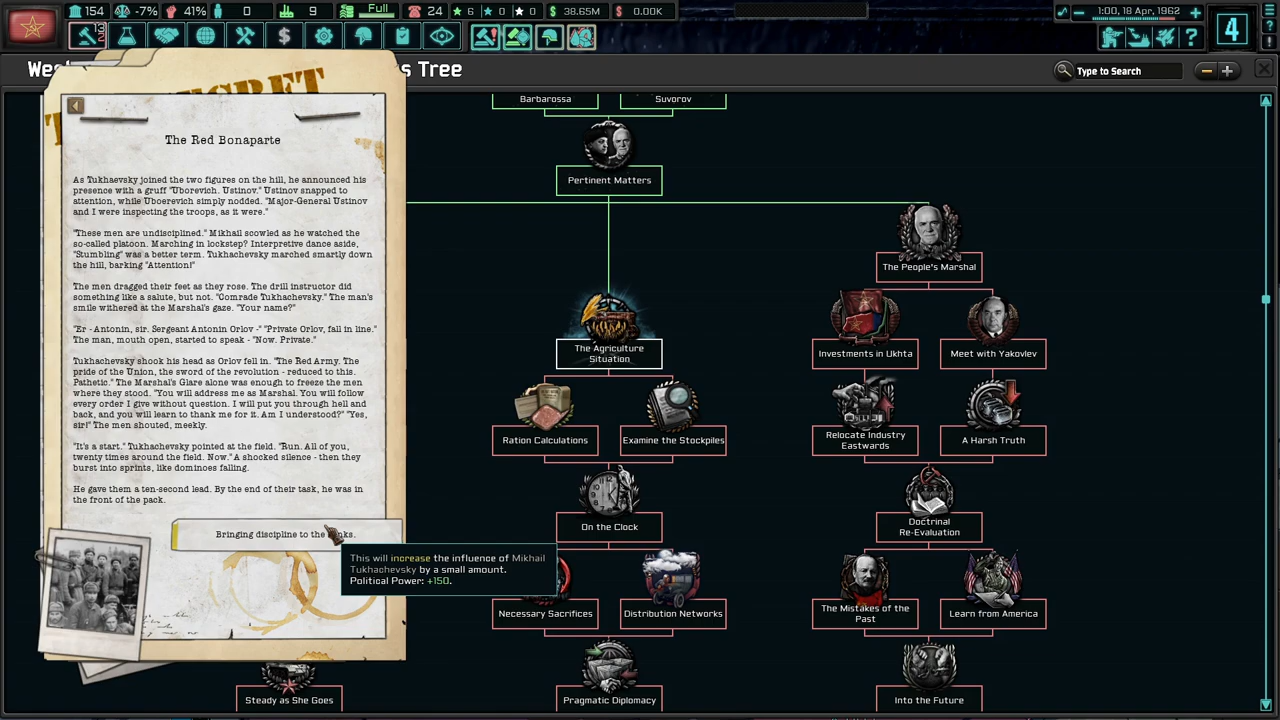 154
-7%
41%
0
9
Full
24
6
0
0
38.65M
0.00K
1:00, 18 Apr, 1962
4
s Tree
Type to Search
The Red Bonaparte
As Tukhaevsky joined the two figures on the hill, he announced his
presence with a gruff "Uborevich. Ustinov." Ustinov snapped to
attention, while Uboerevich simply nodded. "Major-General Ustinov
and I were inspecting the troops, as it were."
"These men are undisciplined." Mikhail scowled as he watched the
so-called platoon. Marching in lockstep? Interpretive dance aside,
"Stumbling" was a better term. Tukhachevsky marched smartly down
the hill, barking "Attention!"
The men dragged their feet as they rose. The drill instructor did
something like a salute, but not. "Comrade Tukhachevsky." The man's
smile withered at the Marshal's gaze. "Your name?"
"Er - Antonin, sir. Sergeant Antonin Orlov -" "Private Orlov, fall in line."
The man, mouth open, started to speak - "Now. Private."
Tukhachevsky shook his head as Orlov fell in. "The Red Army. The
pride of the Union, the sword of the revolution - reduced to this.
Pathetic." The Marshal's Glare alone was enough to freeze the men
where they stood. "You will address me as Marshal. You will follow
every order I give without question. I will put you through hell and
back, and you will learn to thank me for it. Am I understood?" "Yes,
sir!" The men shouted, meekly.
"It's a start." Tukhachevsky pointed at the field. "Run. All of you,
twenty times around the field. Now." A shocked silence - then they
burst into sprints, like dominoes falling.
He gave them a ten-second lead. By the end of their task, he was in
the front of the pack.
Bringing discipline to the ranks.
This will increase the influence of Mikhail
Tukhachevsky by a small amount.
Political Power: +150.
Barbarossa
Suvorov
Pertinent Matters
The People's Marshal
The Agriculture
Situation
Investments in Ukhta
Meet with Yakovlev
Ration Calculations
Examine the Stockpiles
Relocate Industry
Eastwards
A Harsh Truth
On the Clock
Doctrinal
Re-Evaluation
Necessary Sacrifices
Distribution Networks
The Mistakes of the
Past
Learn from America
Steady as She Goes
Pragmatic Diplomacy
Into the Future